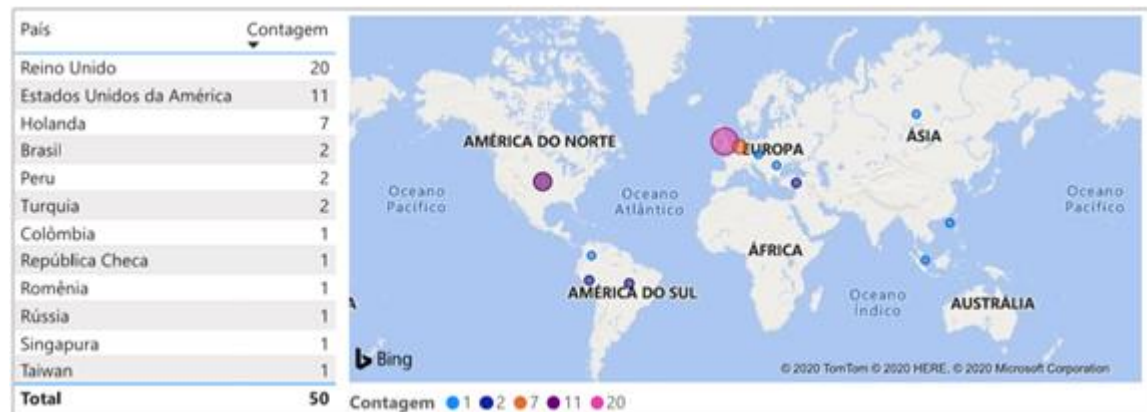 País Contagem
Reino Unido 20
Estados Unidos da América 11
Holanda 7
Brasil 2
Peru 2
Turquia 2
Colômbia 1
República Checa 1
Romênia 1
Rússia 1
Singapura 1
Taiwan 1
Total 50
AMÉRICA DO NORTE
EUROPA
ÁSIA
Oceano
Pacífico
Oceano
Atlântico
Oceano
Pacífico
ÁFRICA
AMÉRICA DO SUL
Oceano
Índico
AUSTRÁLIA
A
Bing
© 2020 TomTom © 2020 HERE, © 2020 Microsoft Corporation
Contagem 1 2 7 11 20